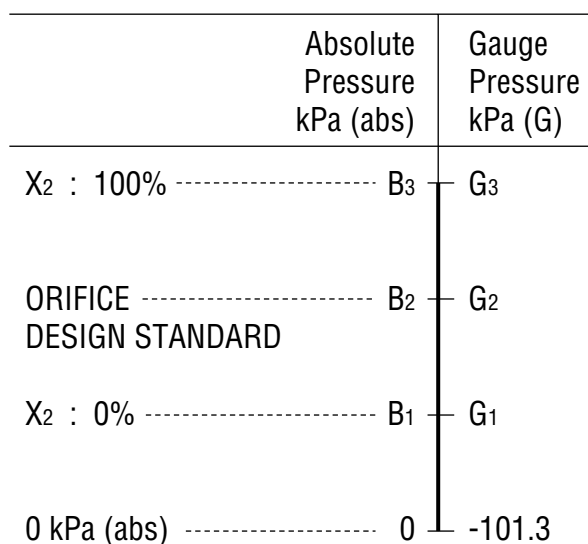 Absolute Pressure kPa (abs) Gauge Pressure kPa (G)
X2 : 100% B3 G3
ORIFICE DESIGN STANDARD B2 G2
X2 : 0% B1 G1
0 kPa (abs) 0 -101.3